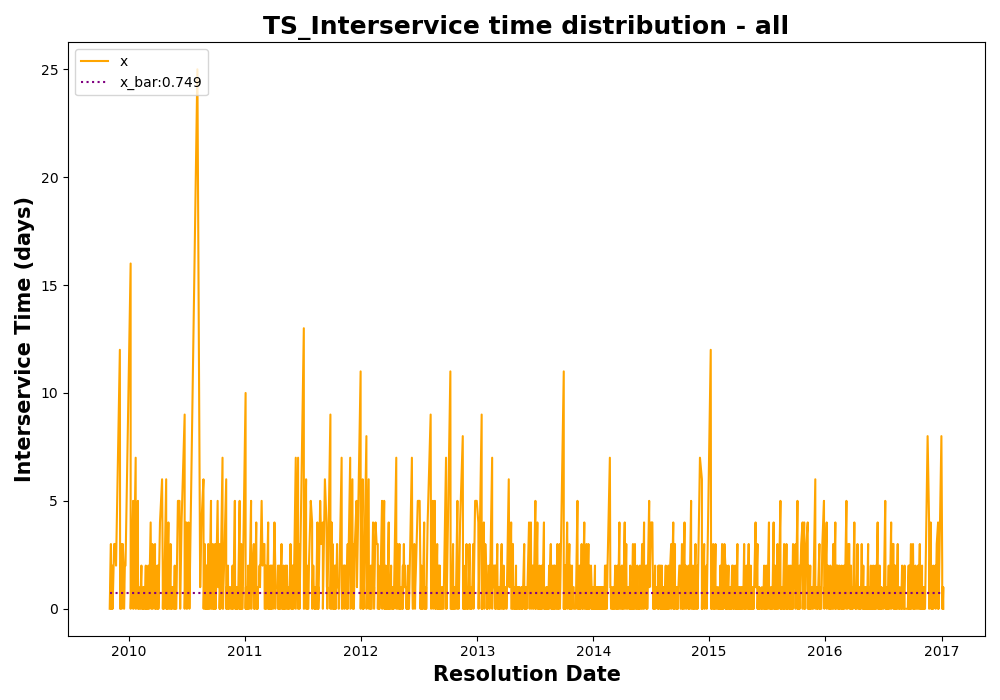 TS_Interservice time distribution - all
x
x_bar:0.749
Interservice Time (days)
25
20
15
10
5
0
2010 2011 2012 2013 2014 2015 2016 2017
Resolution Date